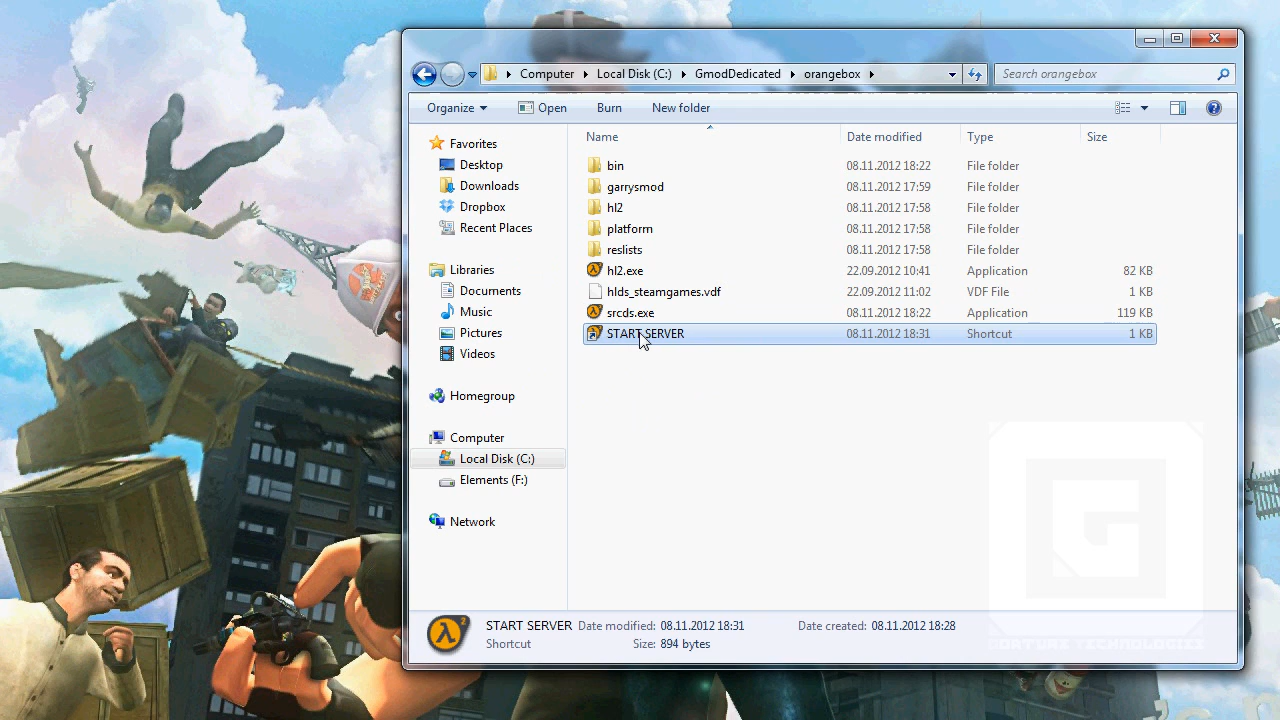 Computer Local Disk (C:) GmodDedicated orangebox Search orangebox
Organize Open Burn New folder
Name Date modified Type Size
Favorites
Desktop
Downloads
Dropbox
Recent Places
Libraries
Documents
Music
Pictures
Videos
Homegroup
Computer
Local Disk (C:)
Elements (F:)
Network
bin 08.11.2012 18:22 File folder
garrysmod 08.11.2012 17:59 File folder
hl2 08.11.2012 17:58 File folder
platform 08.11.2012 17:58 File folder
reslists 08.11.2012 17:58 File folder
hl2.exe 22.09.2012 10:41 Application 82 KB
hlds_steamgames.vdf 22.09.2012 11:02 VDF File 1 KB
srcds.exe 08.11.2012 18:22 Application 119 KB
START SERVER 08.11.2012 18:31 Shortcut 1 KB
START SERVER Date modified: 08.11.2012 18:31 Date created: 08.11.2012 18:28
Shortcut Size: 894 bytes